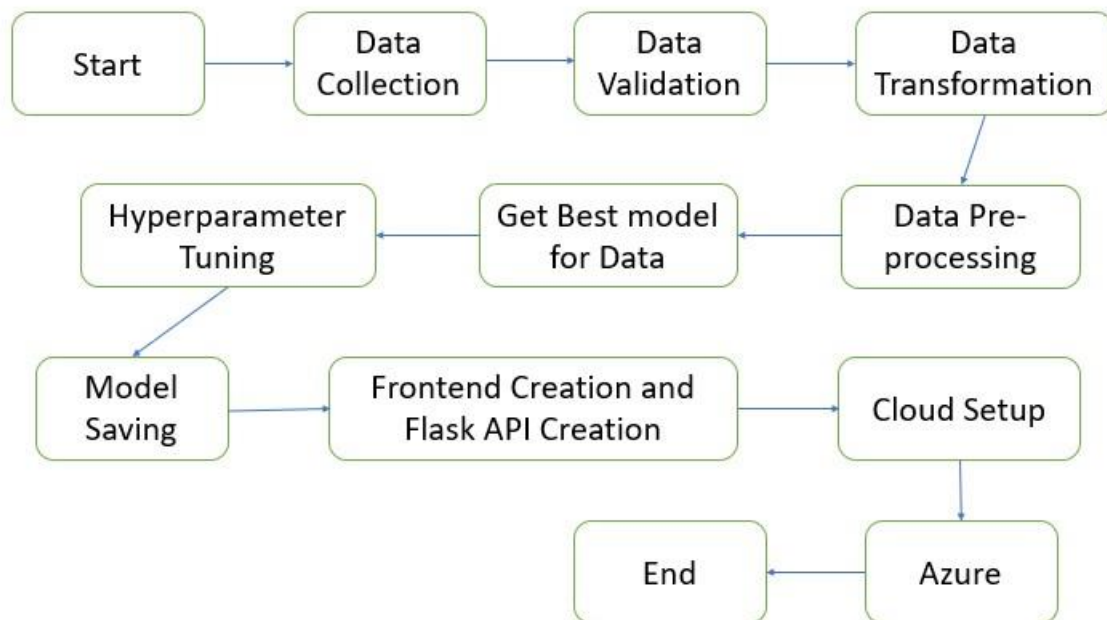 Start
Data
Collection
Data
Validation
Data
Transformation
Data Pre-
processing
Get Best model
for Data
Hyperparameter
Tuning
Model
Saving
Frontend Creation and
Flask API Creation
Cloud Setup
Azure
End